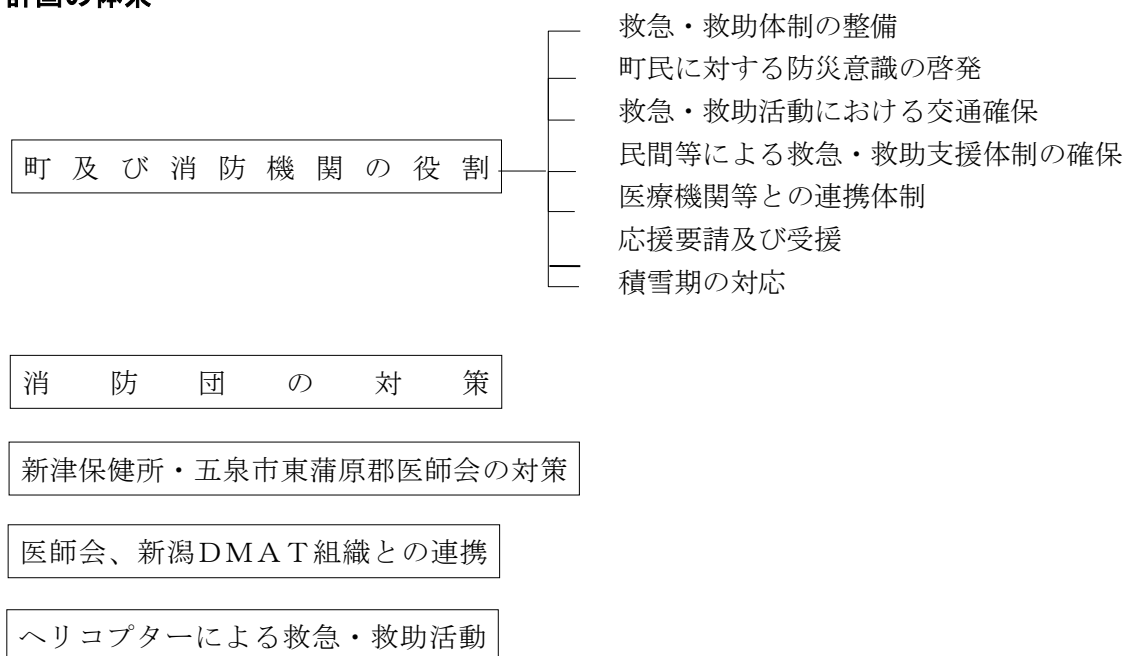 計画の体系
救急・救助体制の整備
町民に対する防災意識の啓発
救急・救助活動における交通確保
町及び消防機関の役割
民間等による救急・救助支援体制の確保
医療機関等との連携体制
応援要請及び受援
積雪期の対応
消防団の対策
新津保健所・五泉市東蒲原郡医師会の対策
医師会、新潟DMAT組織との連携
ヘリコプターによる救急・救助活動